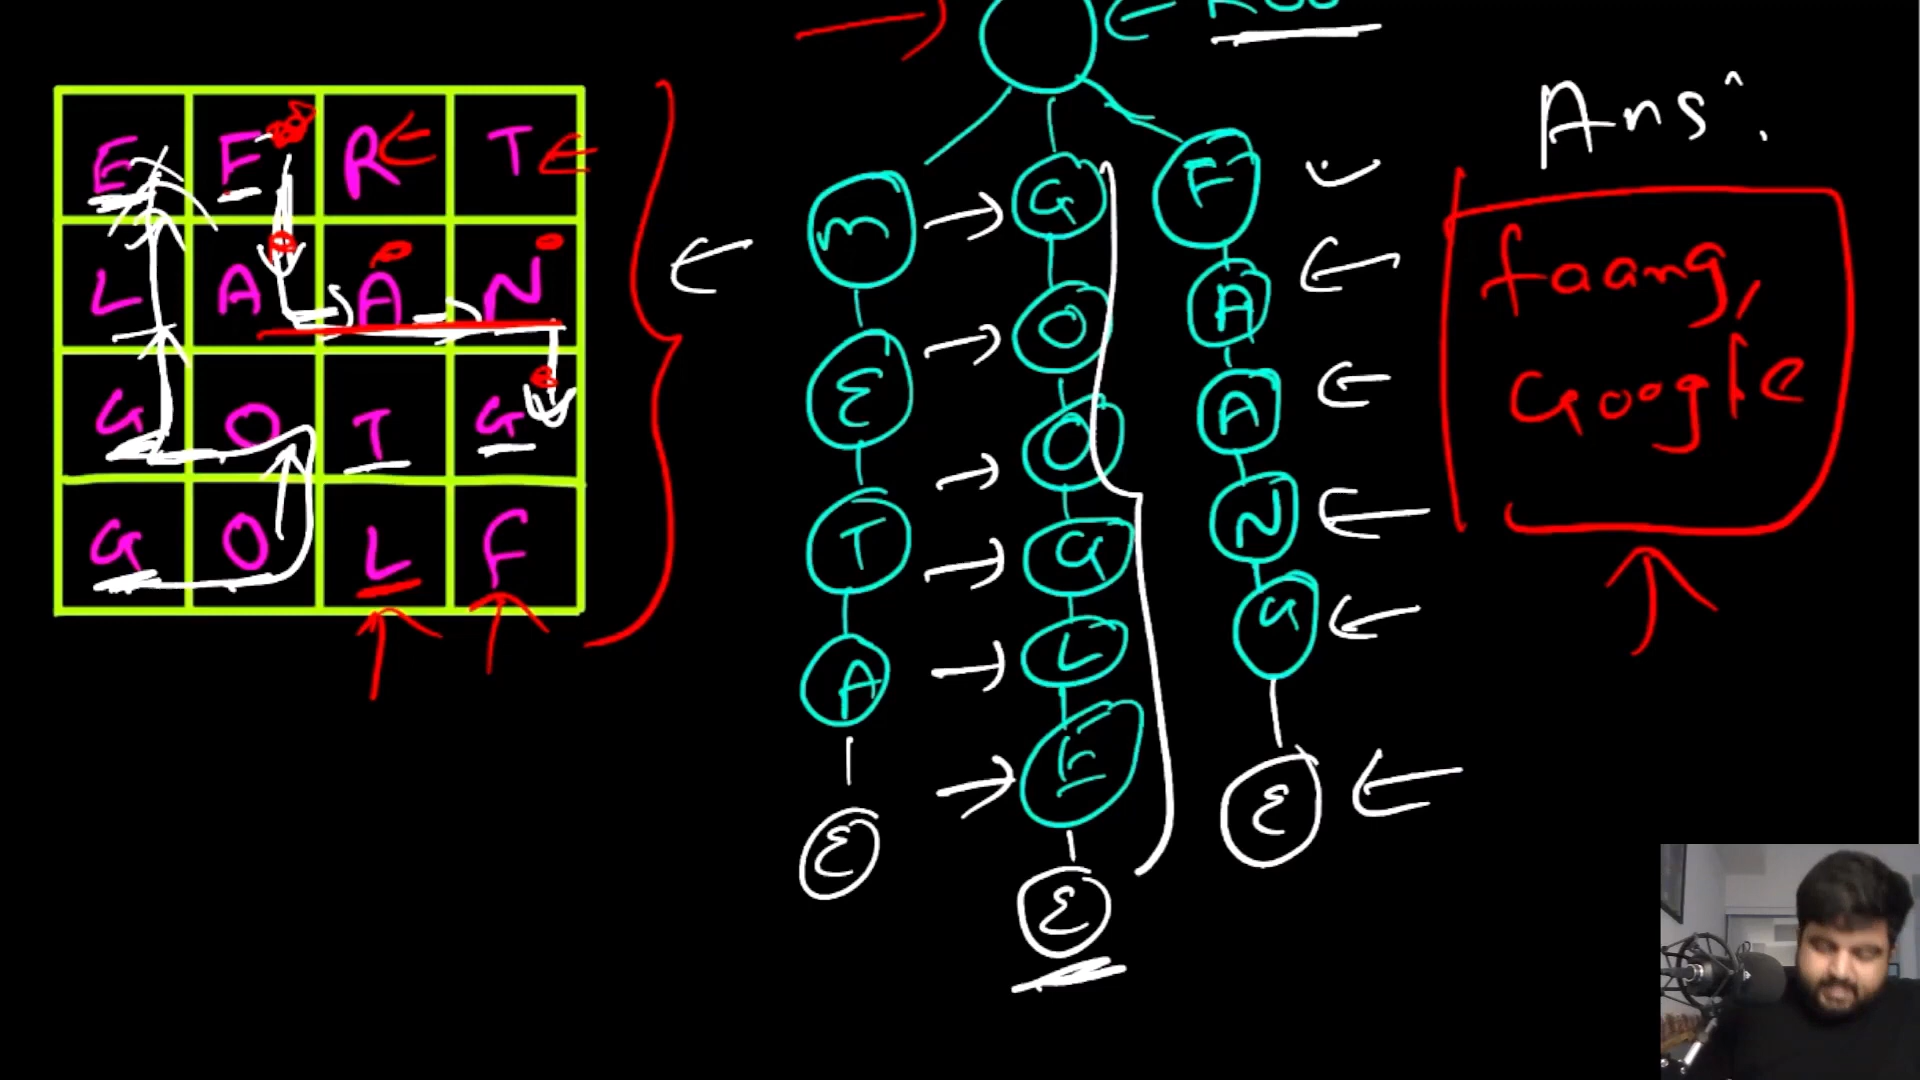 Ans:
E F R T
L A A N
G O T G
G O L F
m G F
E O A
T O A
A G N
E L G
E E
E
faang,
Google